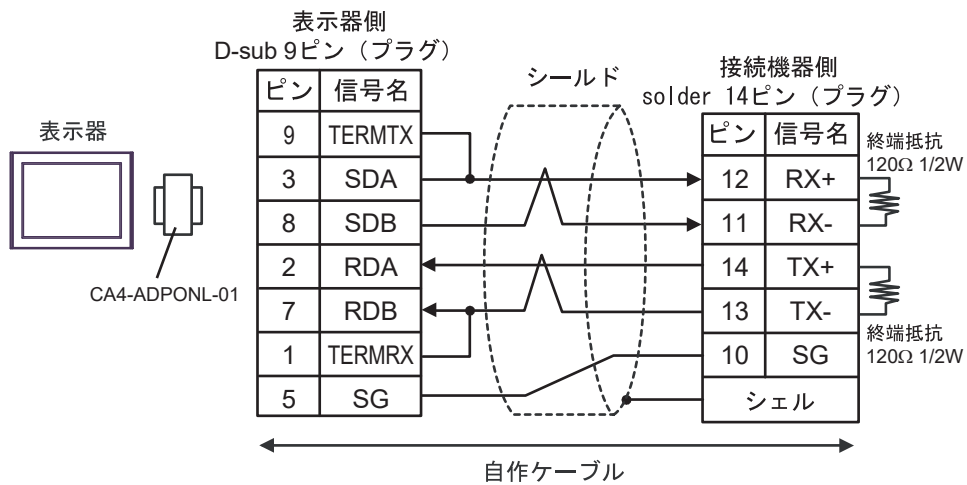 表示器側
D-sub 9ピン（プラグ）
シールド
接続機器側
solder 14ピン（プラグ）
表示器
CA4-ADPONL-01
ピン 信号名
9 TERMTX
3 SDA
8 SDB
2 RDA
7 RDB
1 TERMRX
5 SG
ピン 信号名
12 RX+
11 RX-
14 TX+
13 TX-
10 SG
シェル
終端抵抗
120Ω 1/2W
終端抵抗
120Ω 1/2W
自作ケーブル